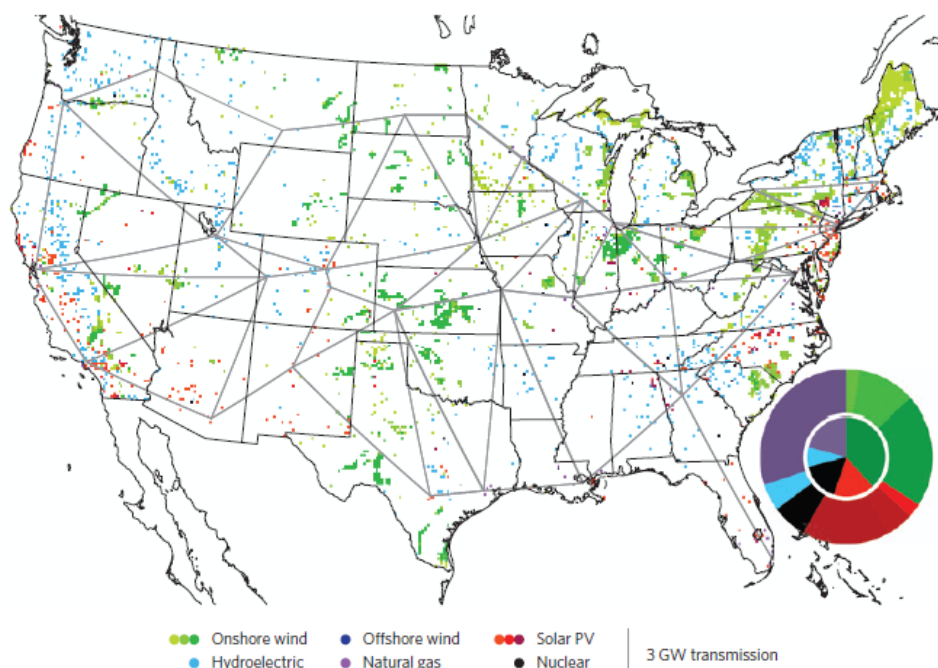 Onshore wind Offshore wind Solar PV
Hydroelectric Natural gas Nuclear 3 GW transmission